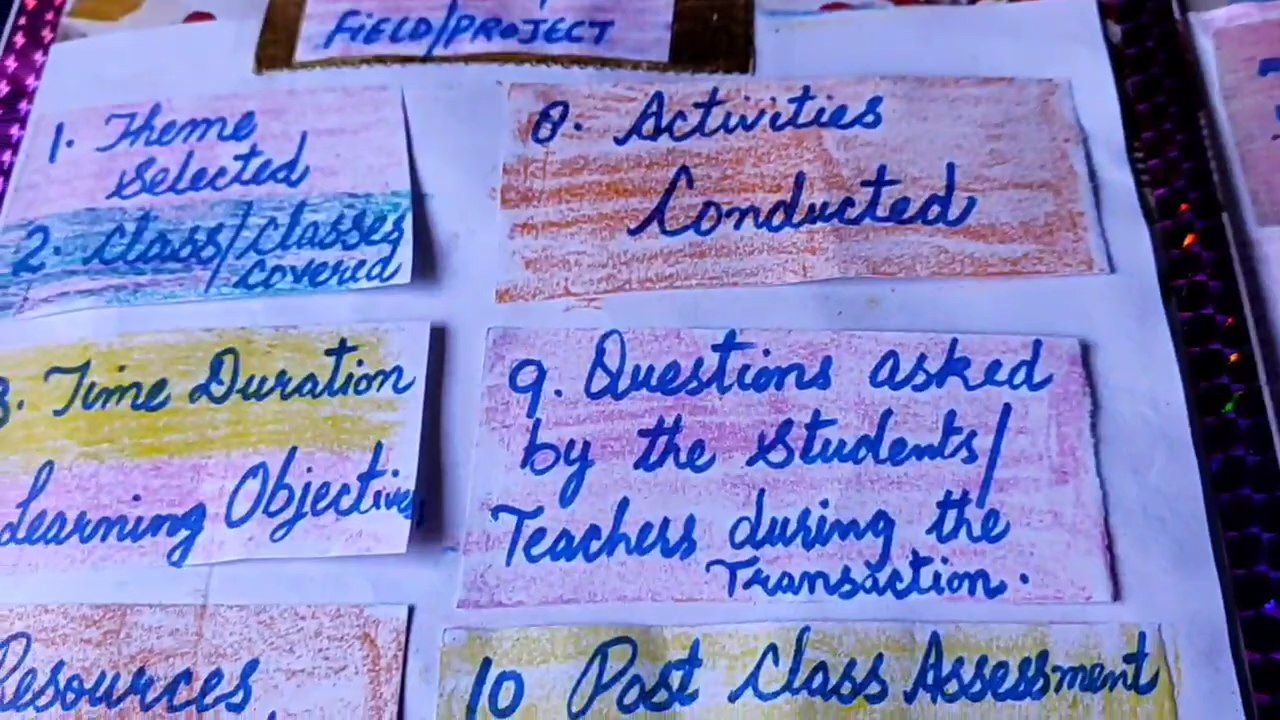 FIELD/PROJECT
1. Theme
Selected
2. Class/Classes
covered
3. Time Duration
Learning Objectives
Resources
8. Activities
Conducted
9. Questions asked
by the Students/
Teachers during the
Transaction.
10 Post Class Assessment